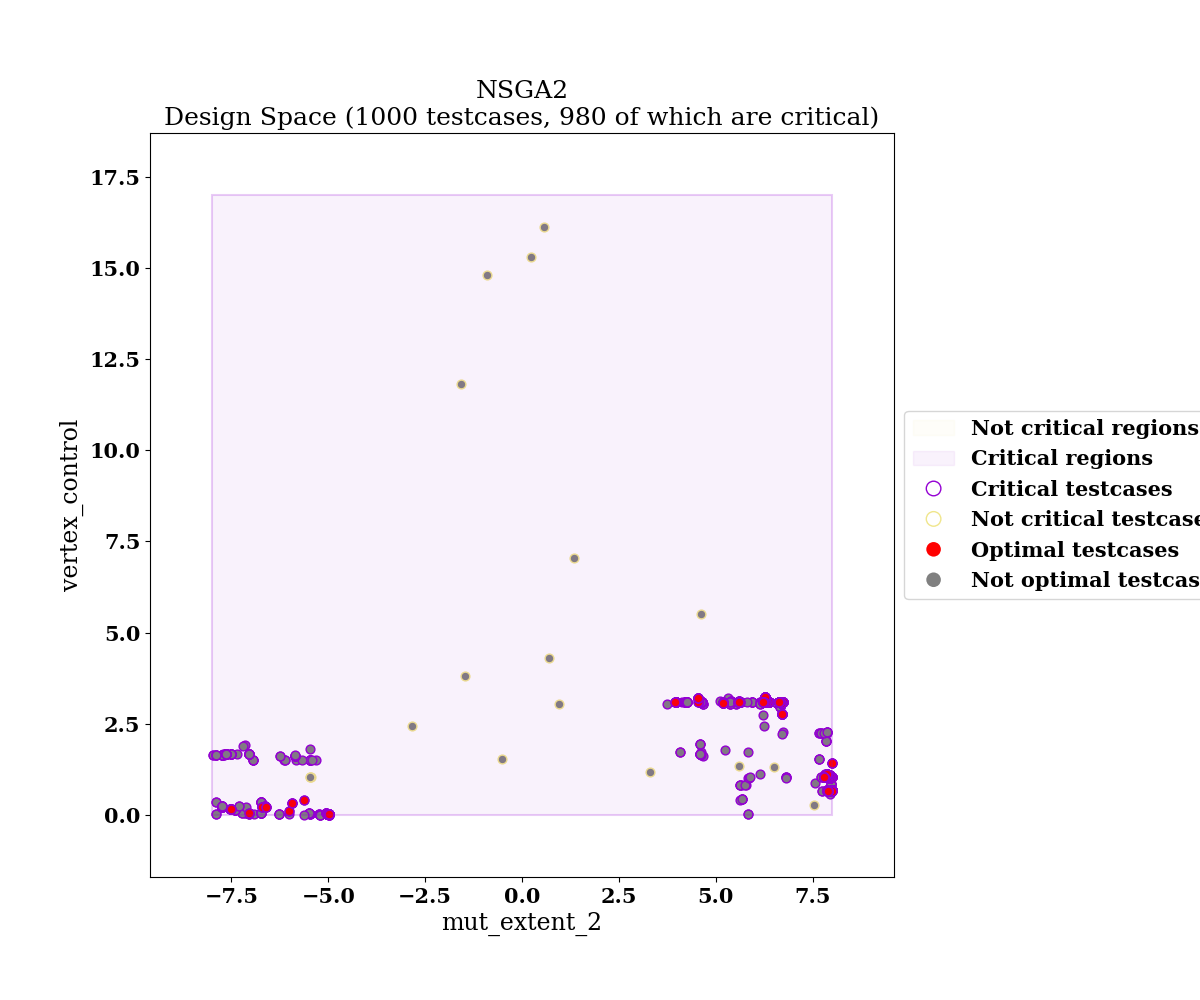 NSGA2
Design Space (1000 testcases, 980 of which are critical)
17.5
15.0
12.5
10.0
7.5
5.0
2.5
0.0
vertex_control
−7.5
−5.0
−2.5
0.0
2.5
5.0
7.5
mut_extent_2
Not critical regions
Critical regions
Critical testcases
Not critical testcase
Optimal testcases
Not optimal testcas